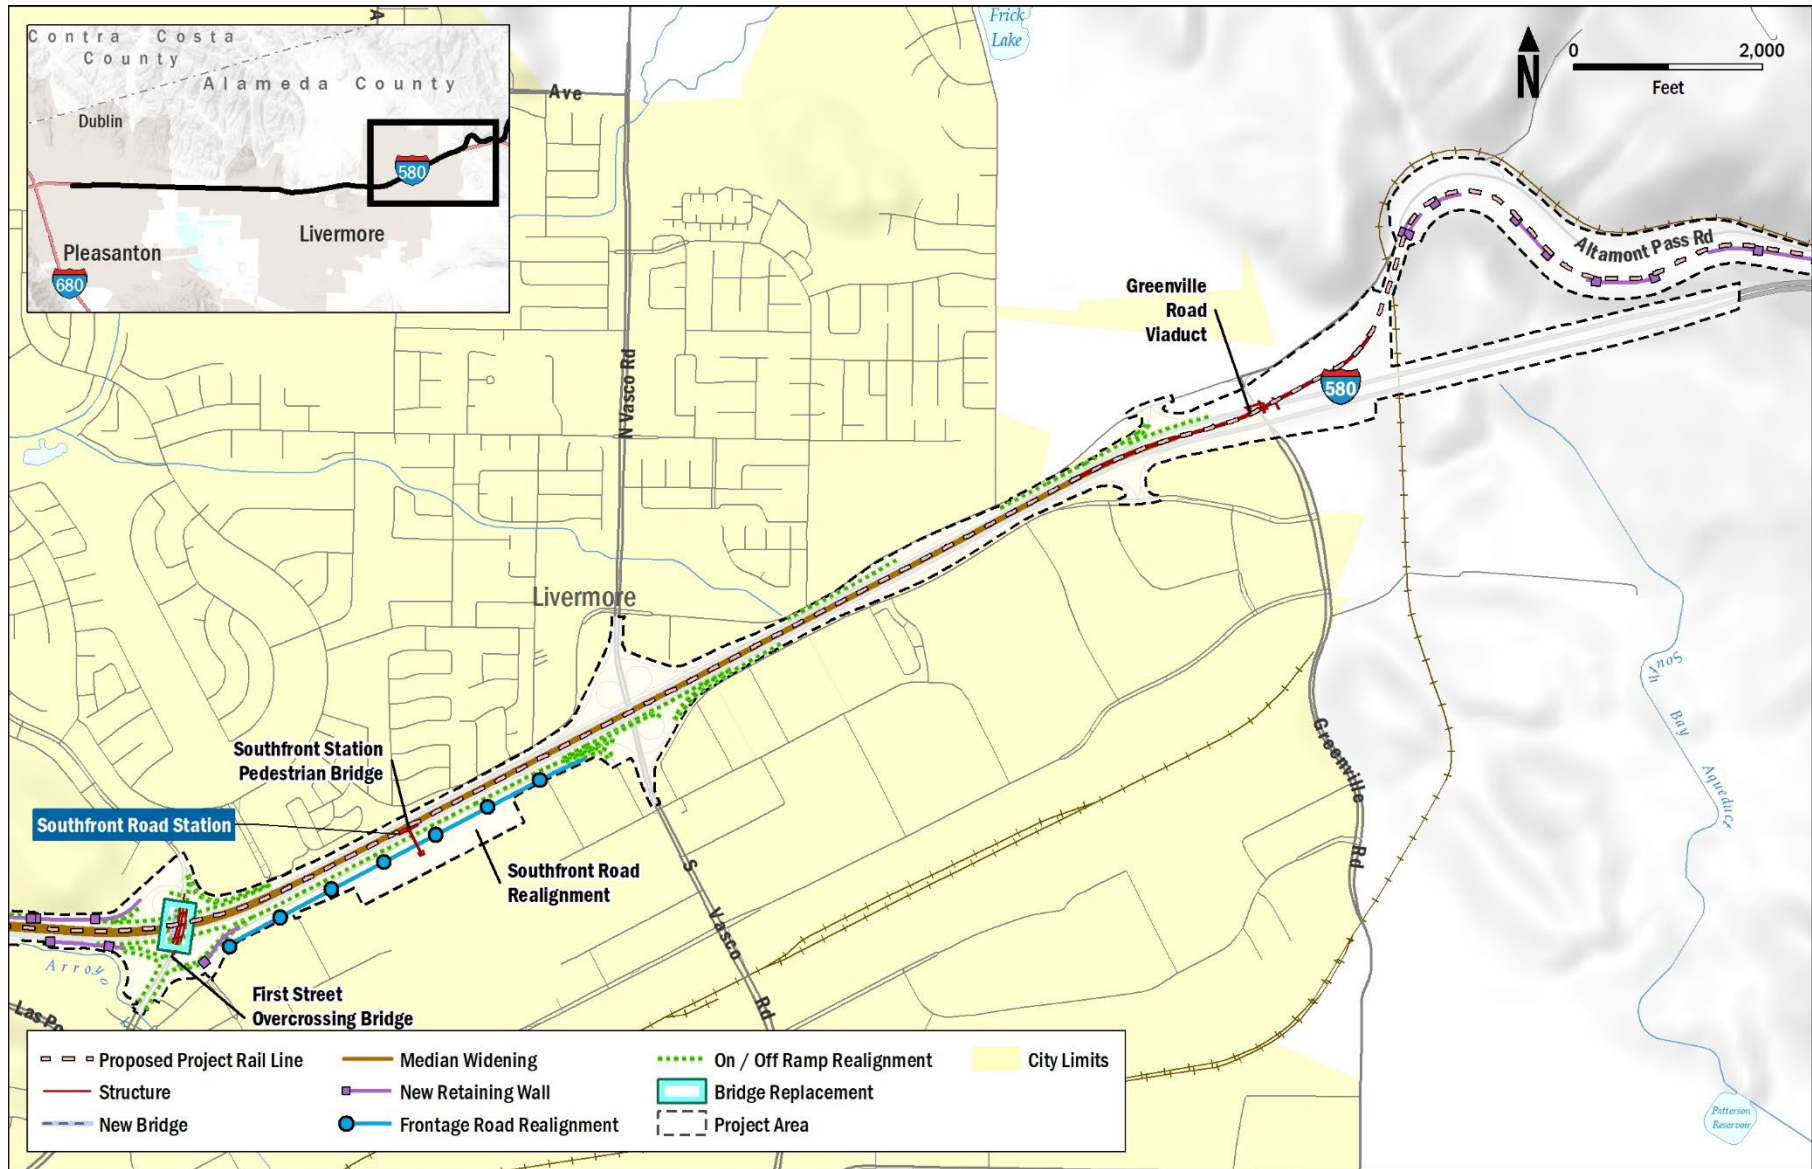 Contra Costa
County
Alameda County
Dublin
580
Livermore
Pleasanton
680
A
Ave
Frick
Lake
N
0 2,000
Feet
Altamont Pass Rd
Greenville
Road
Viaduct
580
N Vasco Rd
Livermore
South Bay Aqueduct
Greenville Rd
Southfront Station
Pedestrian Bridge
Southfront Road Station
Southfront Road
Realignment
S Vasco Rd
Arroyo
Las Po
First Street
Overcrossing Bridge
Patterson
Reservoir
Proposed Project Rail Line
Structure
New Bridge
Median Widening
New Retaining Wall
Frontage Road Realignment
On / Off Ramp Realignment
Bridge Replacement
Project Area
City Limits